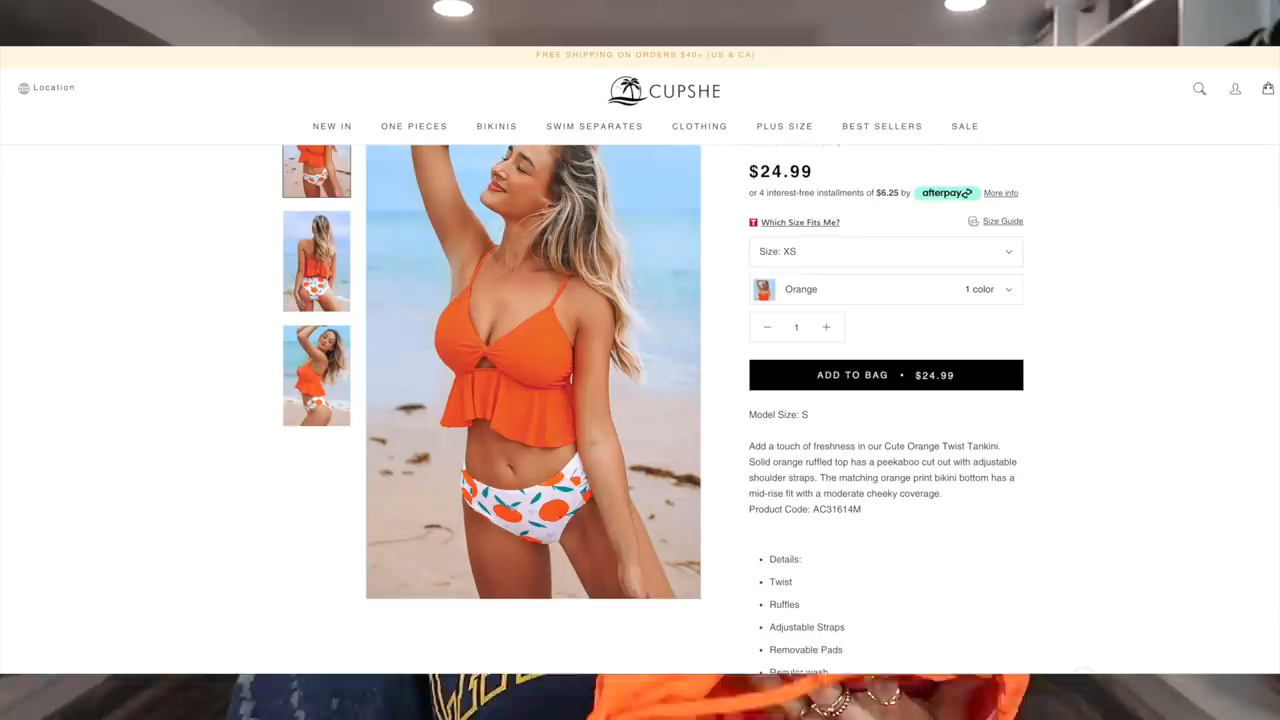 FREE SHIPPING ON ORDERS $40+ (US & CA)
Location
CUPSHE
NEW IN ONE PIECES BIKINIS SWIM SEPARATES CLOTHING PLUS SIZE BEST SELLERS SALE
$24.99
or 4 interest-free installments of $6.25 by afterpay More info
T Which Size Fits Me? Size Guide
Size: XS
Orange 1 color
1
ADD TO BAG • $24.99
Model Size: S
Add a touch of freshness in our Cute Orange Twist Tankini.
Solid orange ruffled top has a peekaboo cut out with adjustable
shoulder straps. The matching orange print bikini bottom has a
mid-rise fit with a moderate cheeky coverage.
Product Code: AC31614M
• Details:
• Twist
• Ruffles
• Adjustable Straps
• Removable Pads
• Regular wash